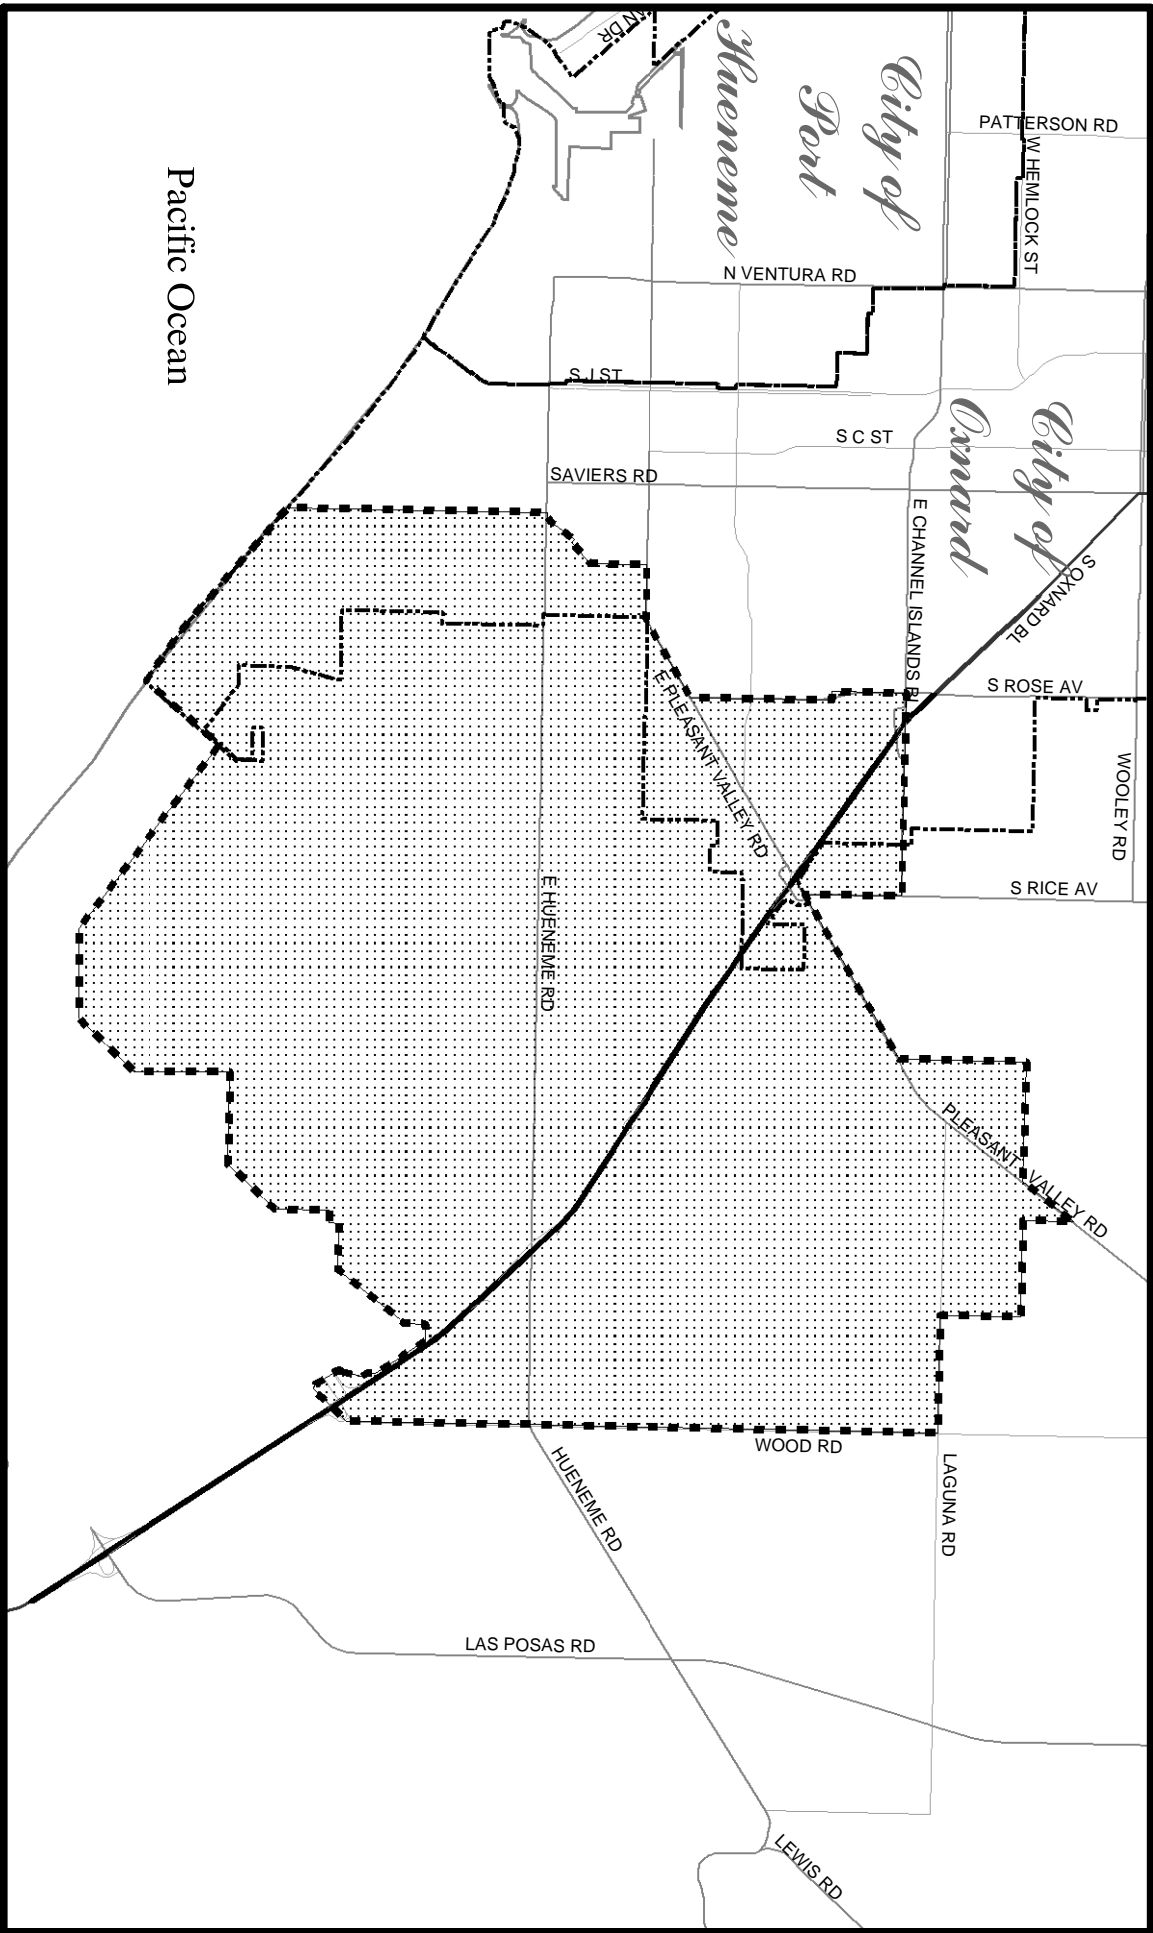 N DR
City of
Port
Hueneme
PATTERSON RD
W HEMLOCK ST
N VENTURA RD
Pacific Ocean
S J ST
City of
Oxnard
S C ST
SAVIERS RD
E CHANNEL ISLANDS BL
S OXNARD BL
S ROSE AV
E PLEASANT VALLEY RD
WOOLEY RD
S RICE AV
E HUENEME RD
PLEASANT VALLEY RD
WOOD RD
HUENEME RD
LAGUNA RD
LAS POSAS RD
LEWIS RD